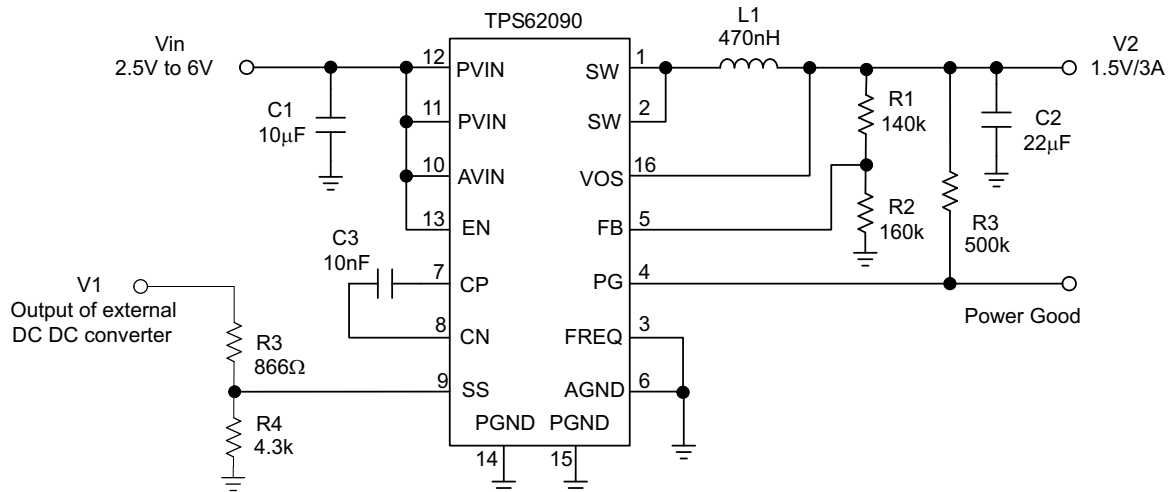 TPS62090
Vin
2.5V to 6V
C1
10μF
12
PVIN
11
PVIN
10
AVIN
13
EN
C3
10nF
7
CP
8
CN
9
SS
V1
Output of external
DC DC converter
R3
866Ω
R4
4.3k
PGND
PGND
14
15
SW
1
SW
2
VOS
16
FB
5
PG
4
FREQ
3
AGND
6
L1
470nH
R1
140k
R2
160k
R3
500k
C2
22μF
V2
1.5V/3A
Power Good